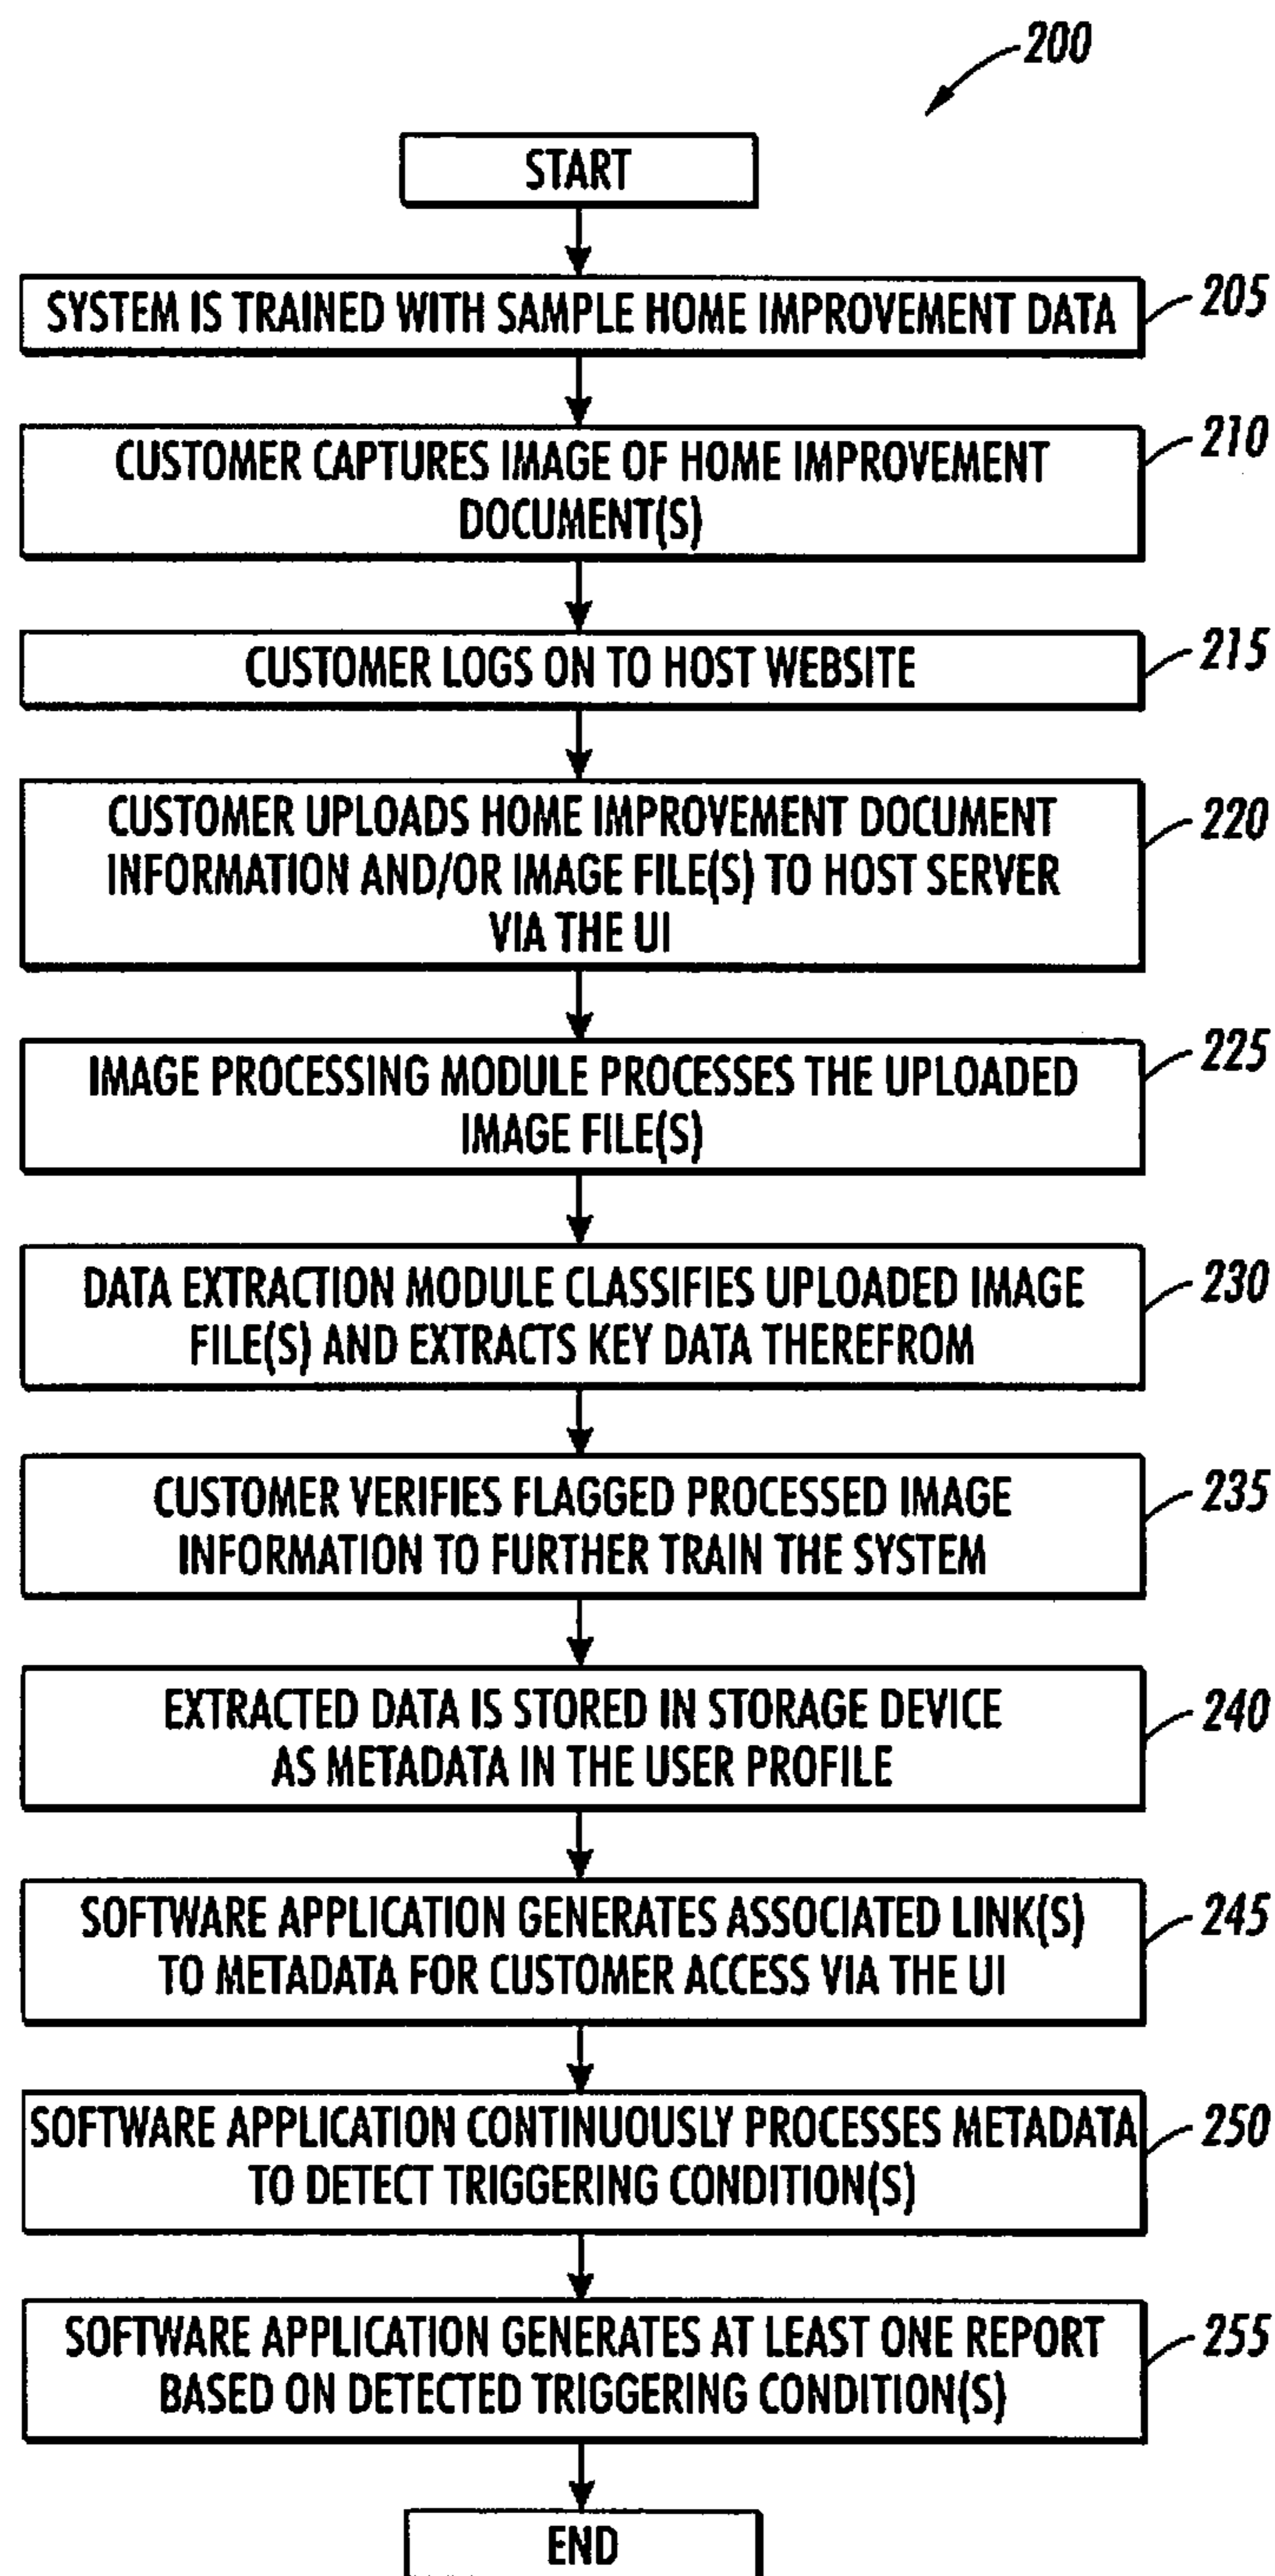 200
START
SYSTEM IS TRAINED WITH SAMPLE HOME IMPROVEMENT DATA
205
CUSTOMER CAPTURES IMAGE OF HOME IMPROVEMENT
DOCUMENT(S)
210
CUSTOMER LOGS ON TO HOST WEBSITE
215
CUSTOMER UPLOADS HOME IMPROVEMENT DOCUMENT
INFORMATION AND/OR IMAGE FILE(S) TO HOST SERVER
VIA THE UI
220
IMAGE PROCESSING MODULE PROCESSES THE UPLOADED
IMAGE FILE(S)
225
DATA EXTRACTION MODULE CLASSIFIES UPLOADED IMAGE
FILE(S) AND EXTRACTS KEY DATA THEREFROM
230
CUSTOMER VERIFIES FLAGGED PROCESSED IMAGE
INFORMATION TO FURTHER TRAIN THE SYSTEM
235
EXTRACTED DATA IS STORED IN STORAGE DEVICE
AS METADATA IN THE USER PROFILE
240
SOFTWARE APPLICATION GENERATES ASSOCIATED LINK(S)
TO METADATA FOR CUSTOMER ACCESS VIA THE UI
245
SOFTWARE APPLICATION CONTINUOUSLY PROCESSES METADATA
TO DETECT TRIGGERING CONDITION(S)
250
SOFTWARE APPLICATION GENERATES AT LEAST ONE REPORT
BASED ON DETECTED TRIGGERING CONDITION(S)
255
END